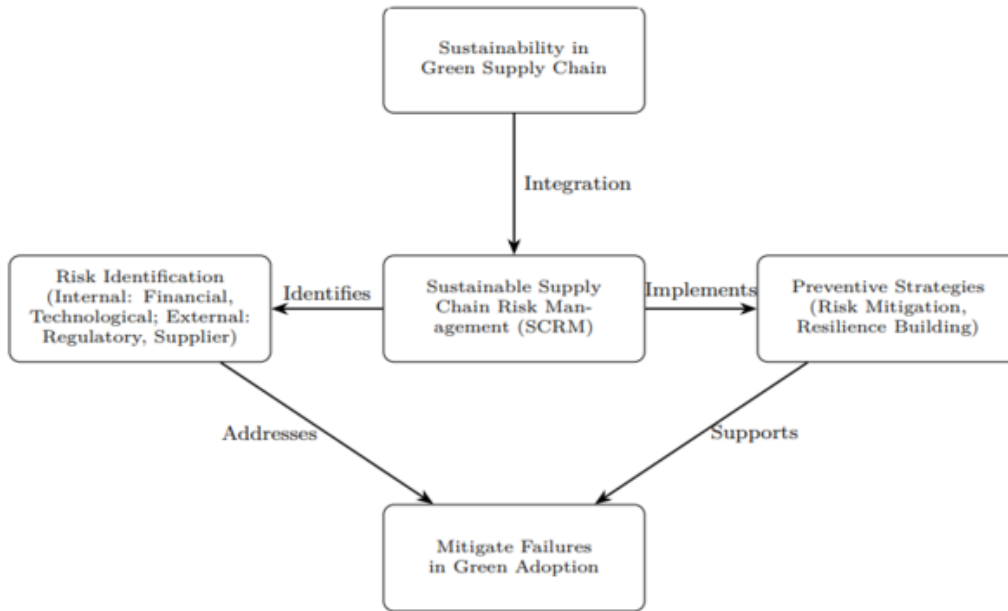 Sustainability in
Green Supply Chain
Integration
Risk Identification
(Internal: Financial,
Technological; External:
Regulatory, Supplier)
Identifies
Sustainable Supply
Chain Risk Man-
agement (SCRM)
Implements
Preventive Strategies
(Risk Mitigation,
Resilience Building)
Addresses
Supports
Mitigate Failures
in Green Adoption